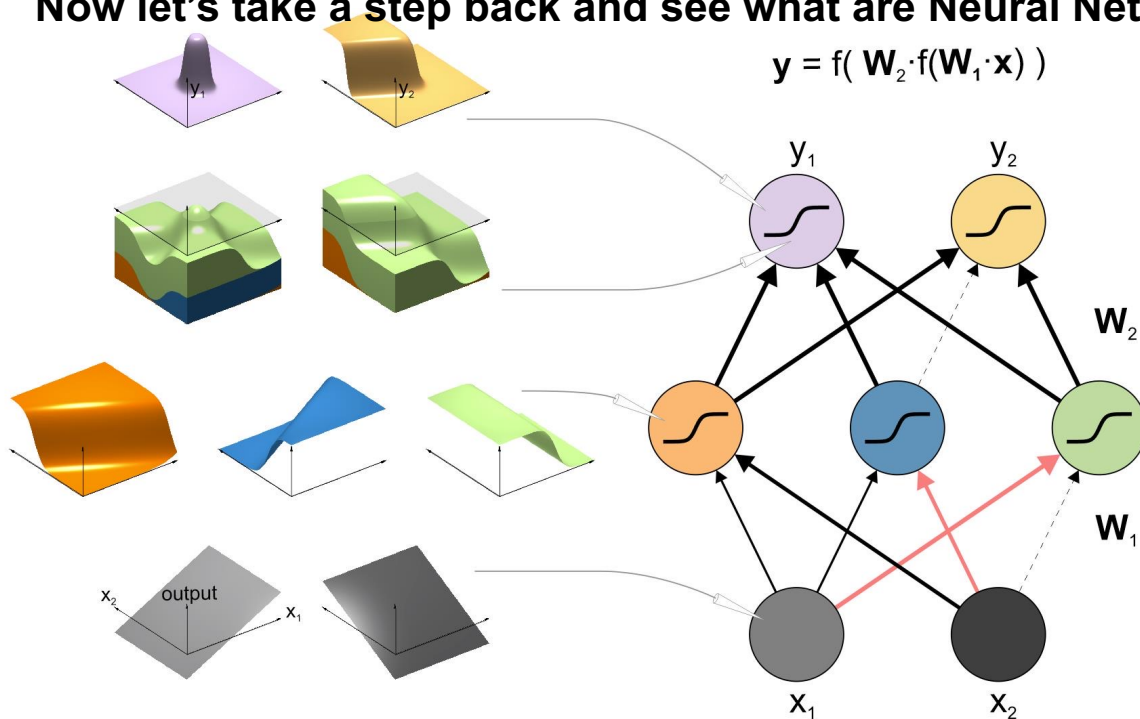 Now let's take a step back and see what are Neural Net
y = f( W₂·f(W₁·x) )
y₁
y₂
y₁
y₂
W₂
W₁
x₂
output
x₁
x₁
x₂